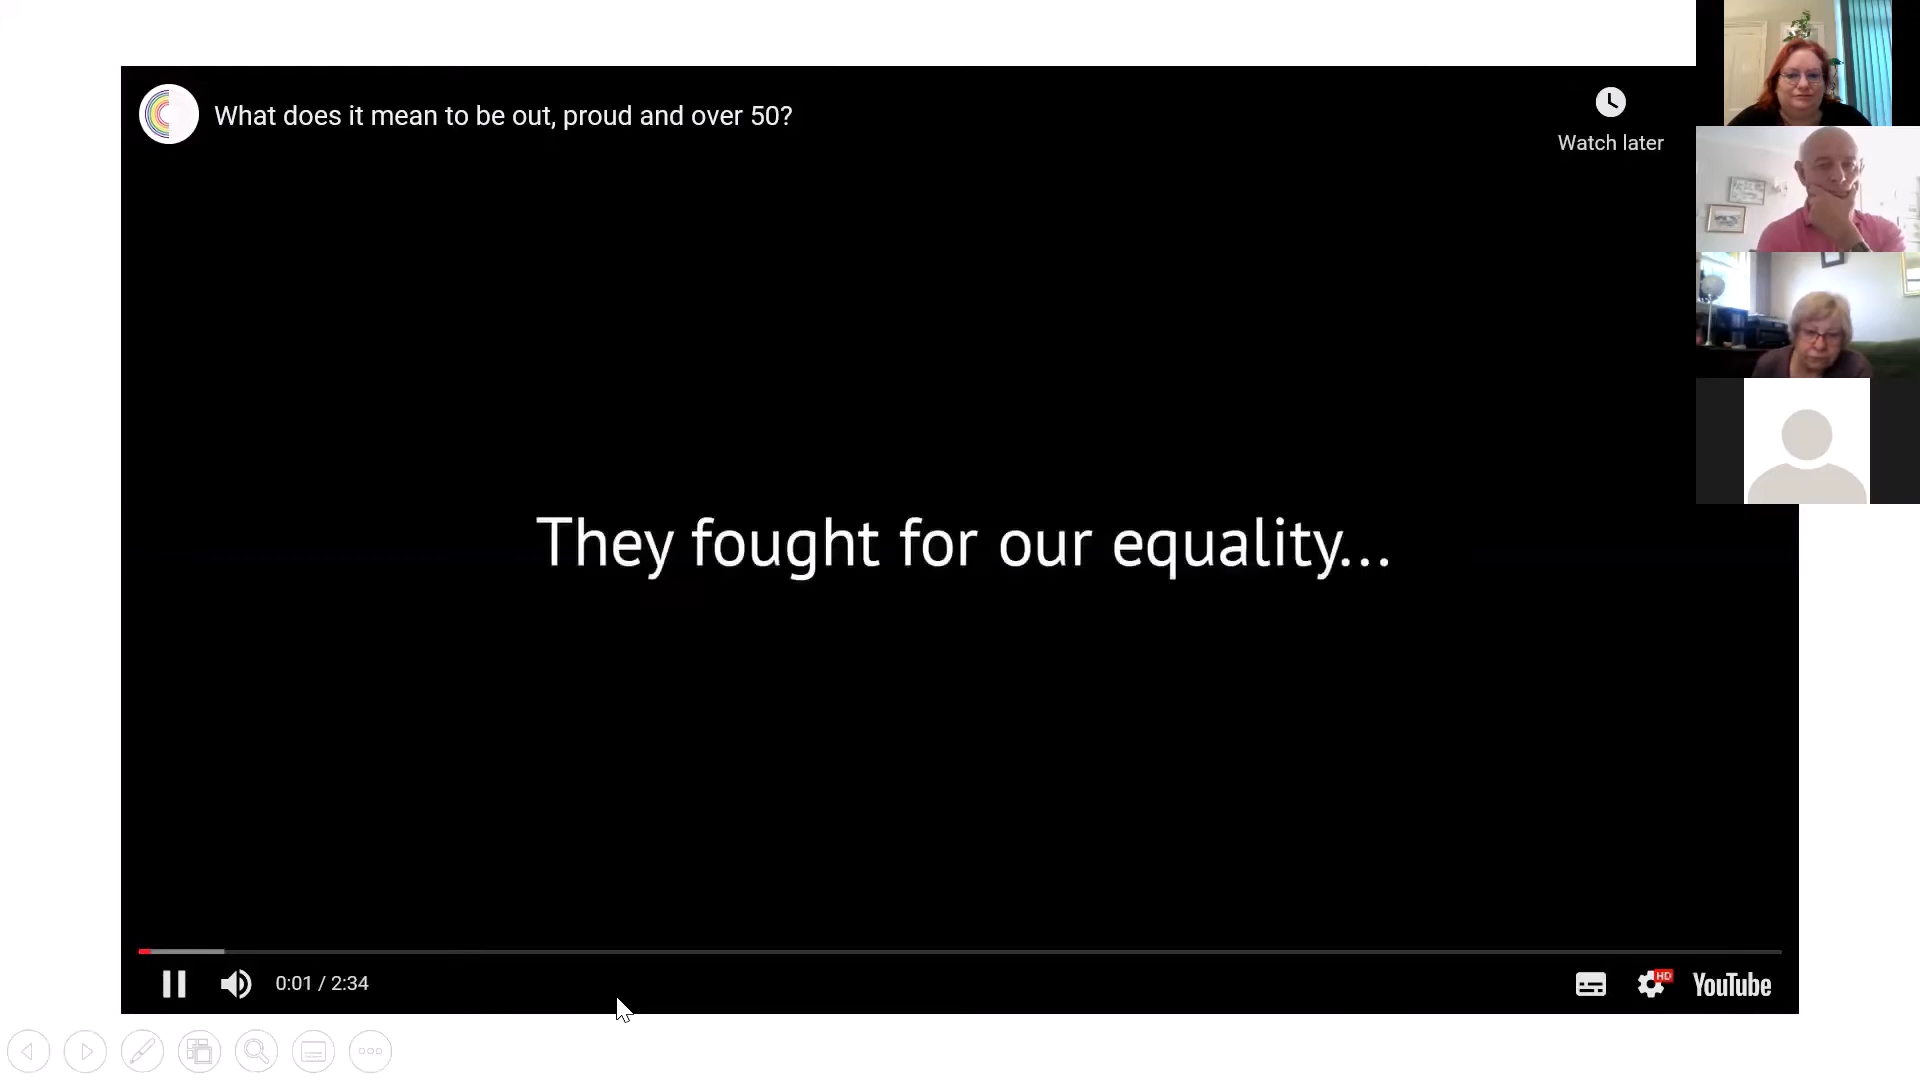 What does it mean to be out, proud and over 50?
Watch later
They fought for our equality...
0:01 / 2:34
HD
YouTube